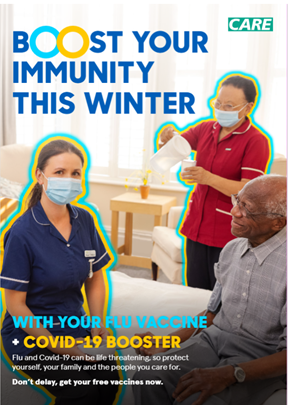 CARE
BOOST YOUR
IMMUNITY
THIS WINTER
WITH YOUR FLU VACCINE
+ COVID-19 BOOSTER
Flu and Covid-19 can be life threatening, so protect
yourself, your family and the people you care for.
Don't delay, get your free vaccines now.